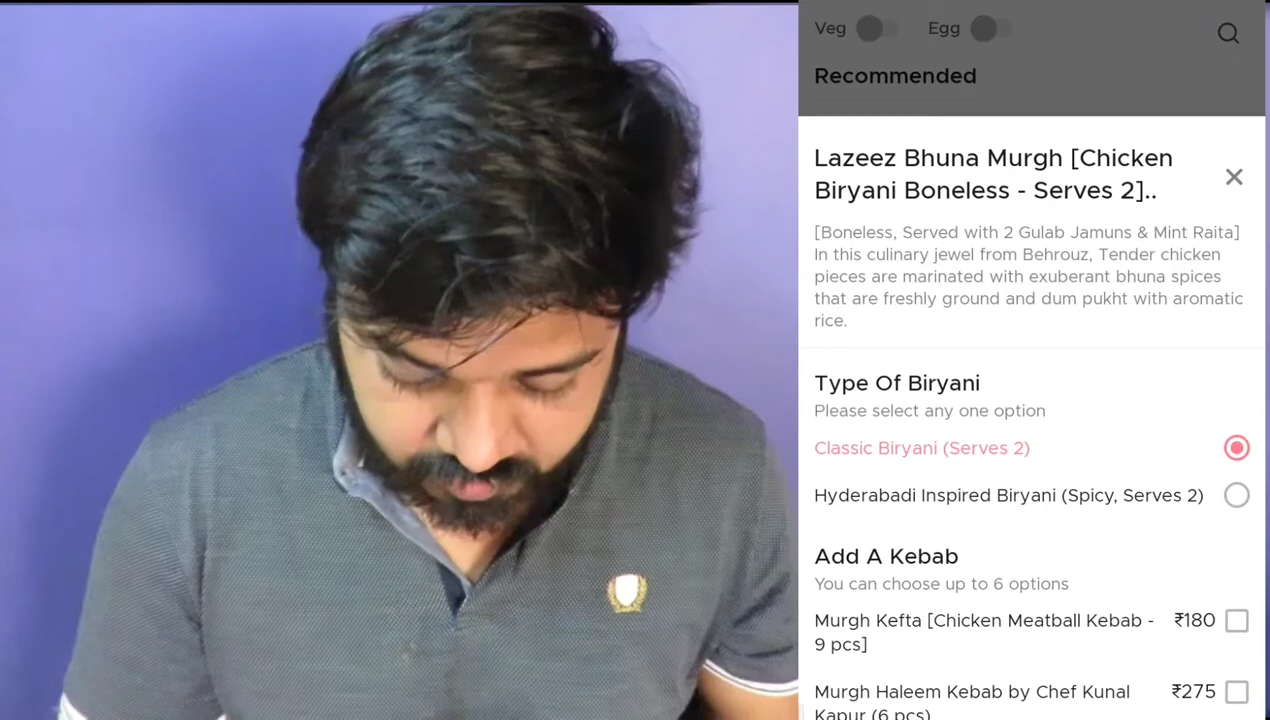 Veg
Egg
Recommended
Lazeez Bhuna Murgh [Chicken
Biryani Boneless - Serves 2]..
[Boneless, Served with 2 Gulab Jamuns & Mint Raita]
In this culinary jewel from Behrouz, Tender chicken
pieces are marinated with exuberant bhuna spices
that are freshly ground and dum pukht with aromatic
rice.
Type Of Biryani
Please select any one option
Classic Biryani (Serves 2)
Hyderabadi Inspired Biryani (Spicy, Serves 2)
Add A Kebab
You can choose up to 6 options
Murgh Kefta [Chicken Meatball Kebab - ₹180
9 pcs]
Murgh Haleem Kebab by Chef Kunal ₹275
Kapur (6 pcs)